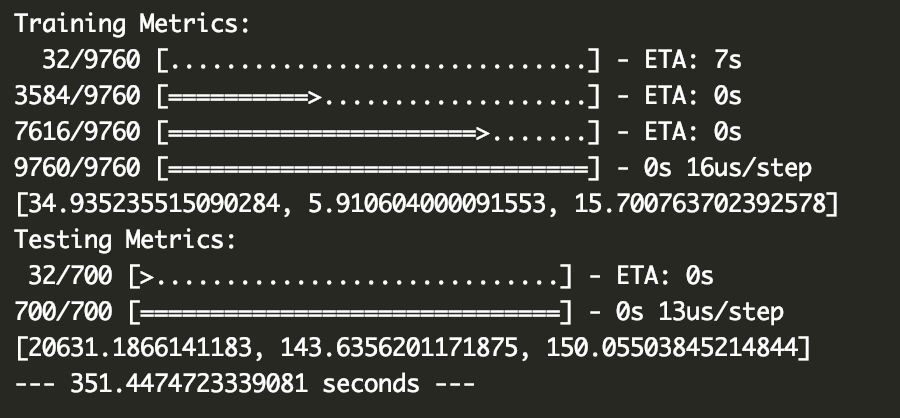 Training Metrics:
  32/9760 [..............................] - ETA: 7s
3584/9760 [==========>...................] - ETA: 0s
7616/9760 [======================>.......] - ETA: 0s
9760/9760 [==============================] - 0s 16us/step
[34.935235515090284, 5.910604000091553, 15.700763702392578]
Testing Metrics:
 32/700 [>.............................] - ETA: 0s
700/700 [==============================] - 0s 13us/step
[20631.1866141183, 143.6356201171875, 150.05503845214844]
--- 351.4474723339081 seconds ---